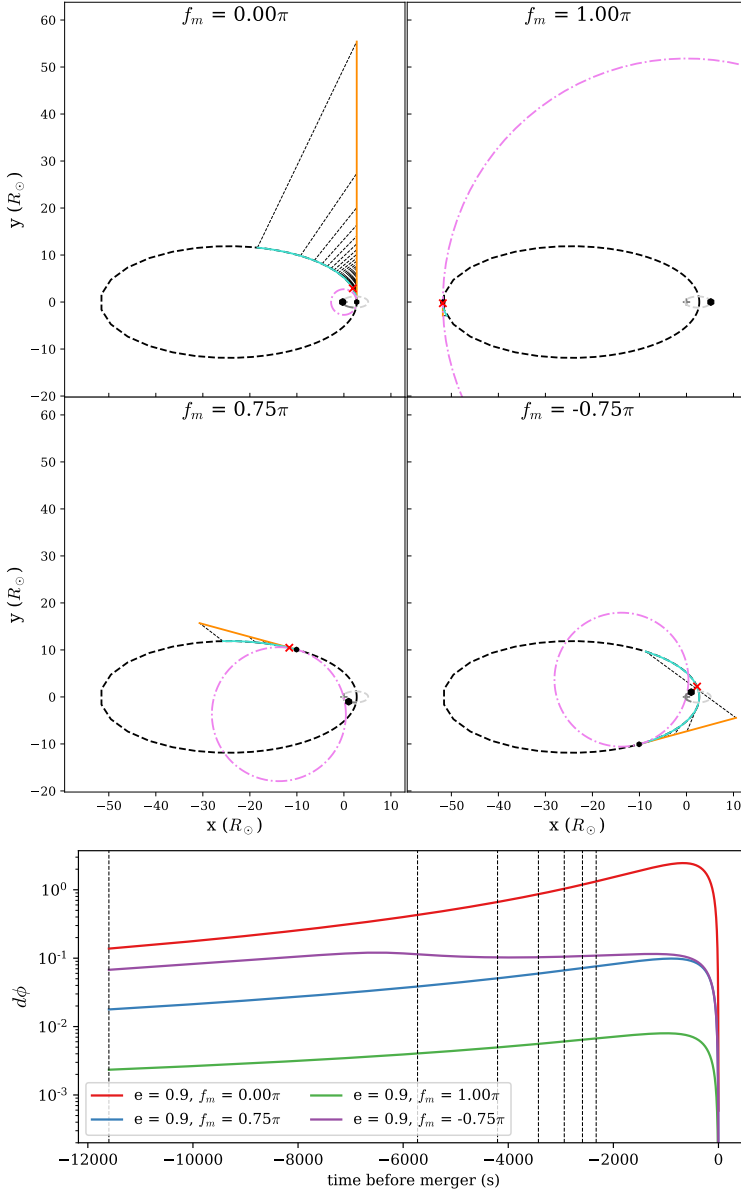 f_m = 0.00π
f_m = 1.00π
60
50
40
30
20
10
0
−10
−20
y (R_⊙)
f_m = 0.75π
f_m = -0.75π
60
50
40
30
20
10
0
−10
−20
y (R_⊙)
−50 −40 −30 −20 −10 0 10
−50 −40 −30 −20 −10 0 10
x (R_⊙)
x (R_⊙)
10^0
10^−1
10^−2
10^−3
dϕ
e = 0.9, f_m = 0.00π
e = 0.9, f_m = 0.75π
e = 0.9, f_m = 1.00π
e = 0.9, f_m = -0.75π
−12000 −10000 −8000 −6000 −4000 −2000 0
time before merger (s)